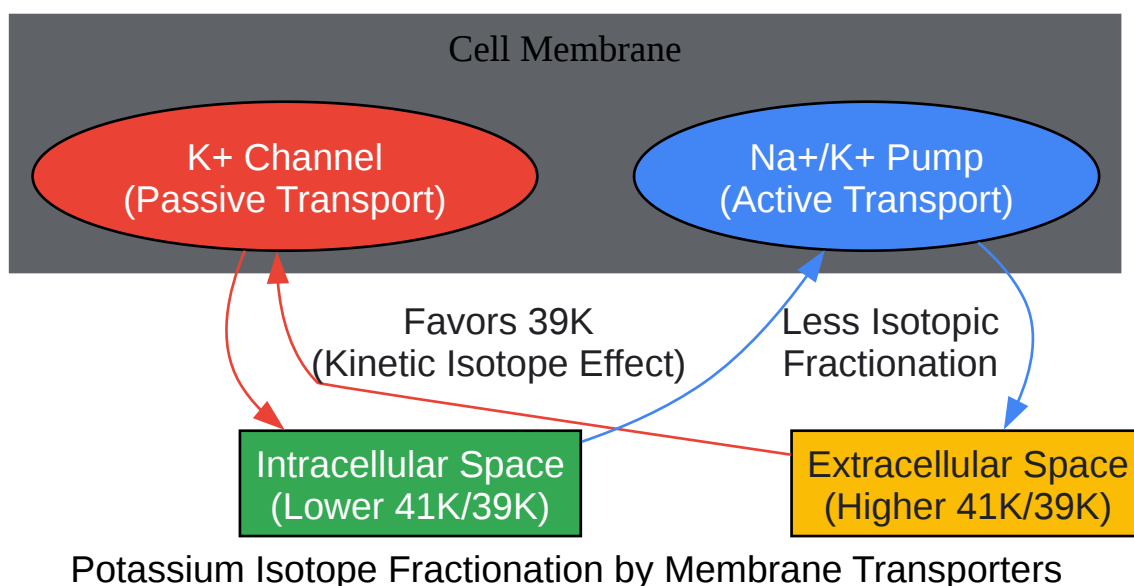 Cell Membrane
K+ Channel
(Passive Transport)
Na+/K+ Pump
(Active Transport)
Favors 39K
(Kinetic Isotope Effect)
Less Isotopic
Fractionation
Intracellular Space
(Lower 41K/39K)
Extracellular Space
(Higher 41K/39K)
Potassium Isotope Fractionation by Membrane Transporters